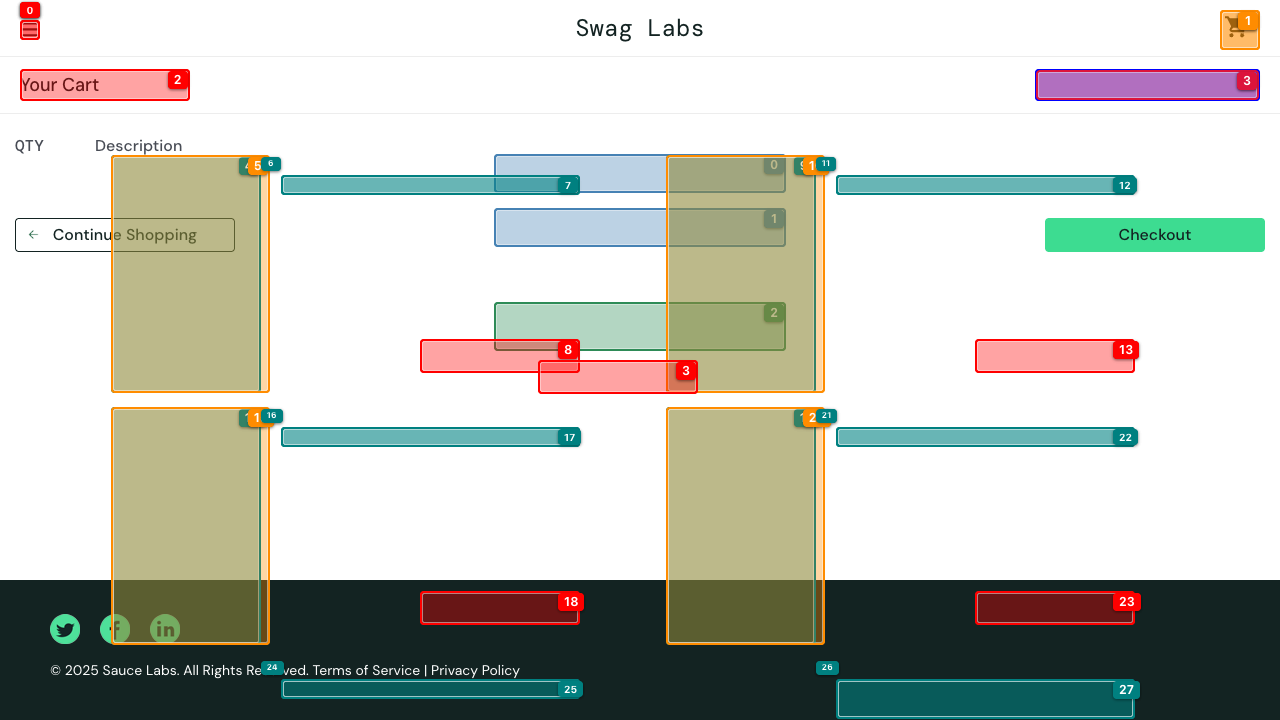 0
Swag Labs
1
Your Cart
2
3
QTY Description
5 6 0 11
7 12
1
← Continue Shopping
Checkout
2
8 13
3
16 21
17 22
18 23
© 2025 Sauce Labs. All Rights Re ved. Terms of Service | Privacy Policy
24 26
25 27